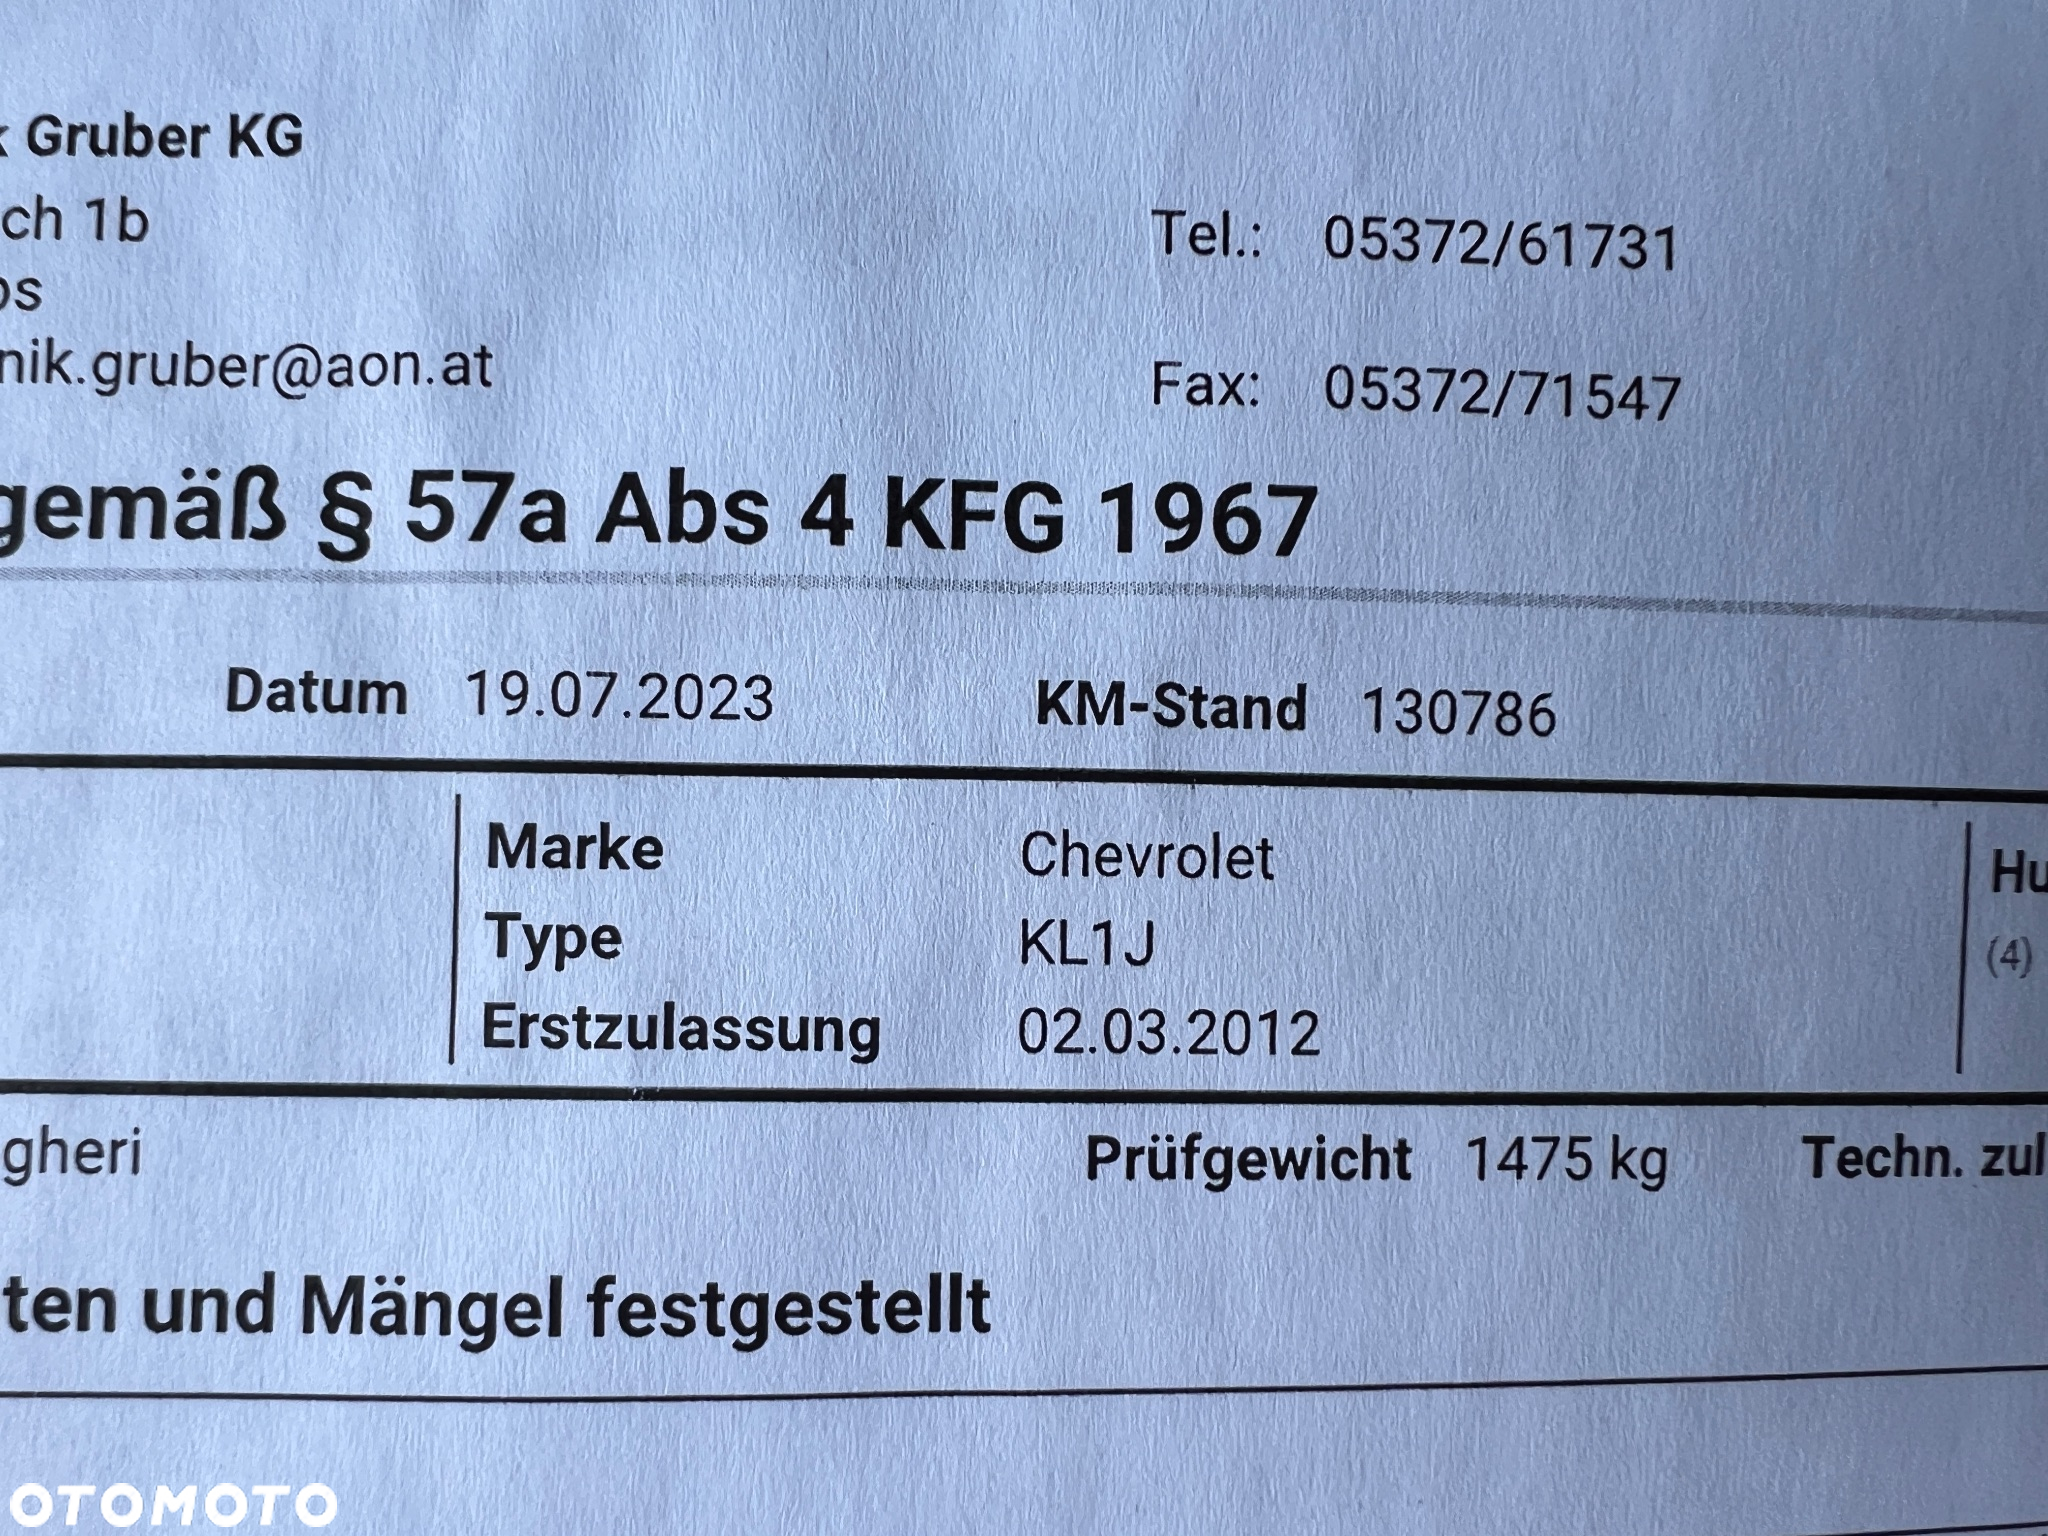 k Gruber KG
ch 1b
Tel.: 05372/61731
os
nik.gruber@aon.at
Fax: 05372/71547
gemäß § 57a Abs 4 KFG 1967
Datum 19.07.2023 KM-Stand 130786
Marke Chevrolet Hu
Type KL1J (4)
Erstzulassung 02.03.2012
gheri Prüfgewicht 1475 kg Techn. zul
ten und Mängel festgestellt
OTOMOTO